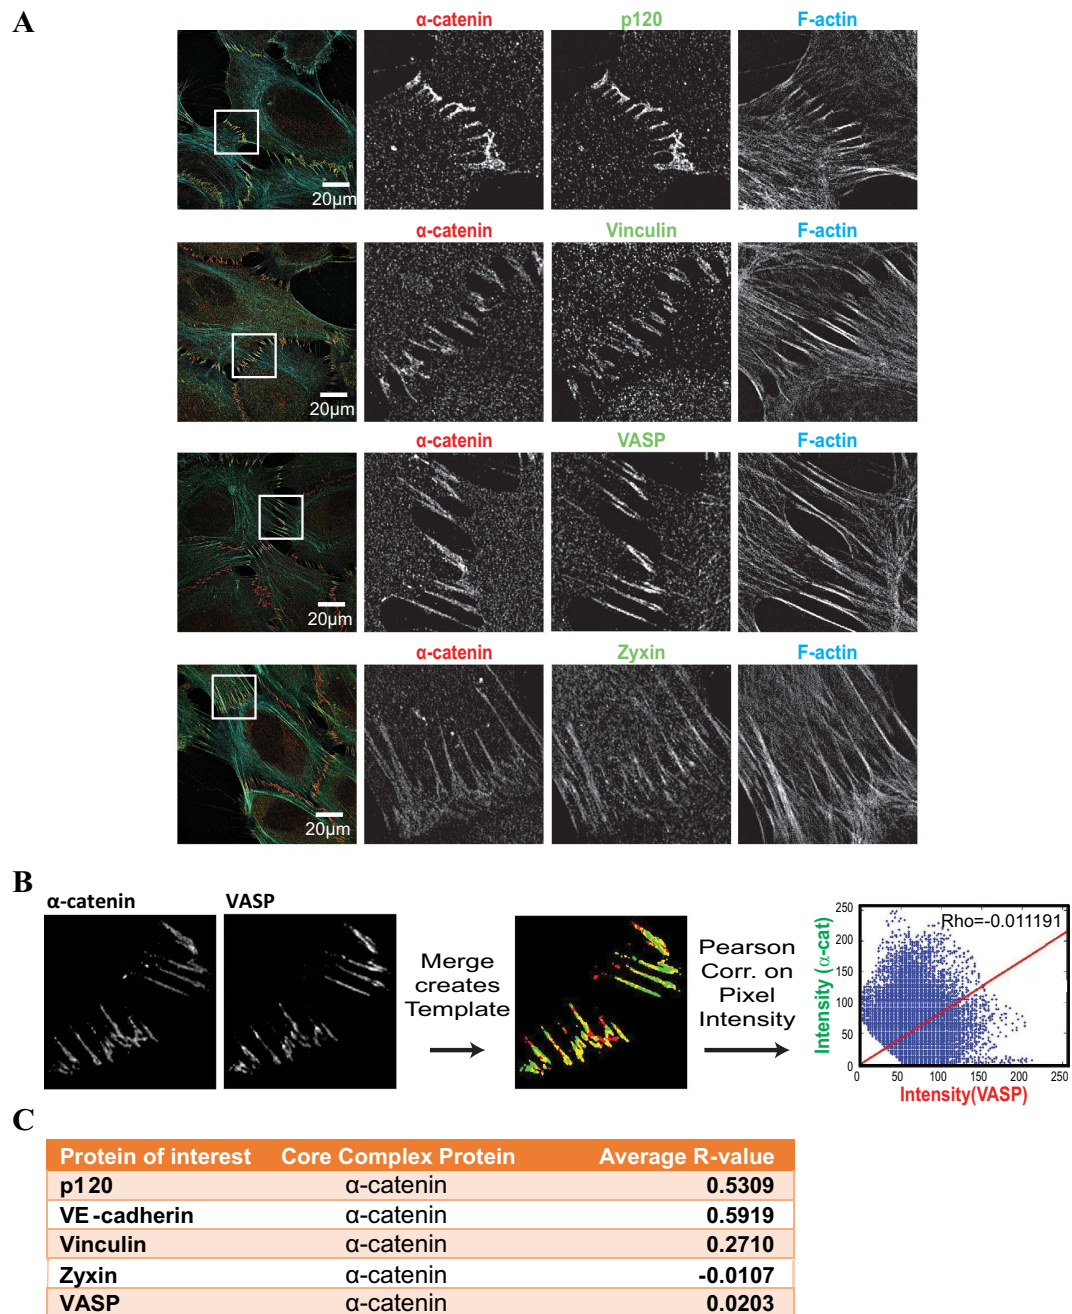 A
α-catenin p120 F-actin
20μm
α-catenin Vinculin F-actin
20μm
α-catenin VASP F-actin
20μm
α-catenin Zyxin F-actin
20μm
B
α-catenin VASP
Merge
creates
Template
Pearson
Corr. on
Pixel
Intensity
Rho=-0.011191
Intensity (α-cat)
250
200
150
100
50
0
0 50 100 150 200 250
Intensity(VASP)
C
Protein of interest Core Complex Protein Average R-value
p120 α-catenin 0.5309
VE-cadherin α-catenin 0.5919
Vinculin α-catenin 0.2710
Zyxin α-catenin -0.0107
VASP α-catenin 0.0203